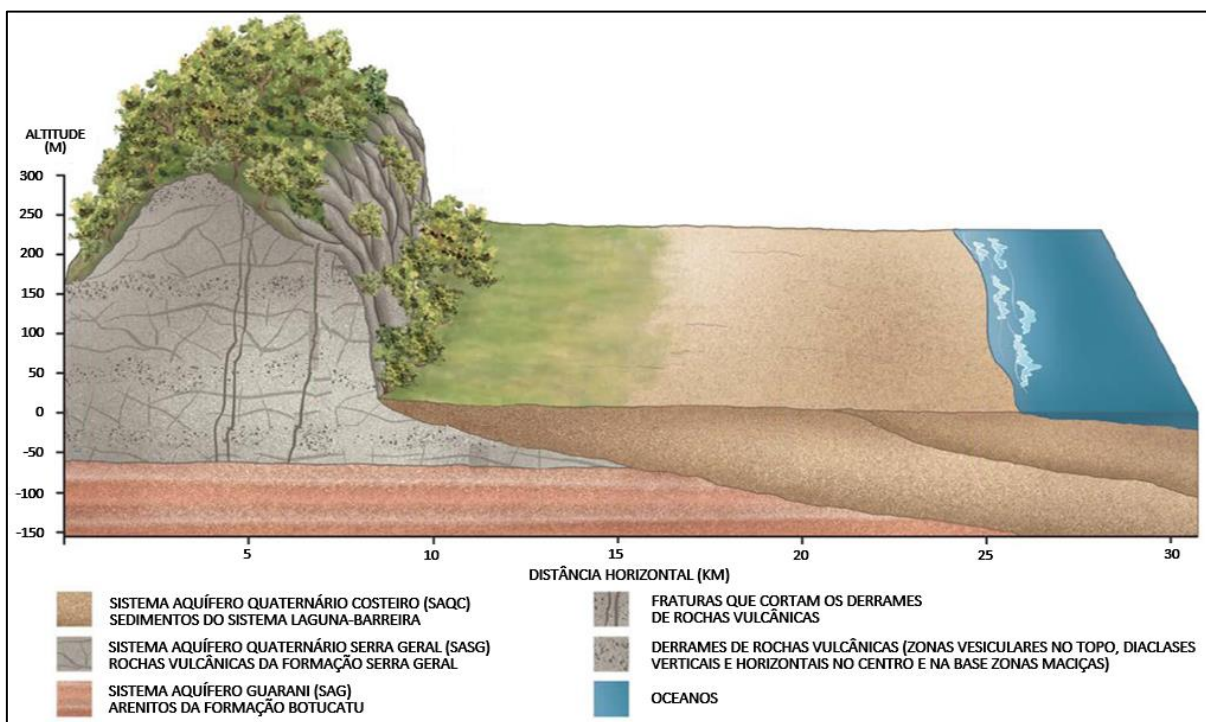 ALTITUDE
(M)
300
250
200
150
100
50
0
-50
-100
-150
5
10
15
20
25
30
DISTÂNCIA HORIZONTAL (KM)
SISTEMA AQUÍFERO QUATERNÁRIO COSTEIRO (SAQC)
SEDIMENTOS DO SISTEMA LAGUNA-BARREIRA
SISTEMA AQUÍFERO QUATERNÁRIO SERRA GERAL (SASG)
ROCHAS VULCÂNICAS DA FORMAÇÃO SERRA GERAL
SISTEMA AQUÍFERO GUARANI (SAG)
ARENITOS DA FORMAÇÃO BOTUCATU
FRATURAS QUE CORTAM OS DERRAMES
DE ROCHAS VULCÂNICAS
DERRAMES DE ROCHAS VULCÂNICAS (ZONAS VESICULARES NO TOPO, DIACLASES
VERTICAIS E HORIZONTAIS NO CENTRO E NA BASE ZONAS MACIÇAS)
OCEANOS